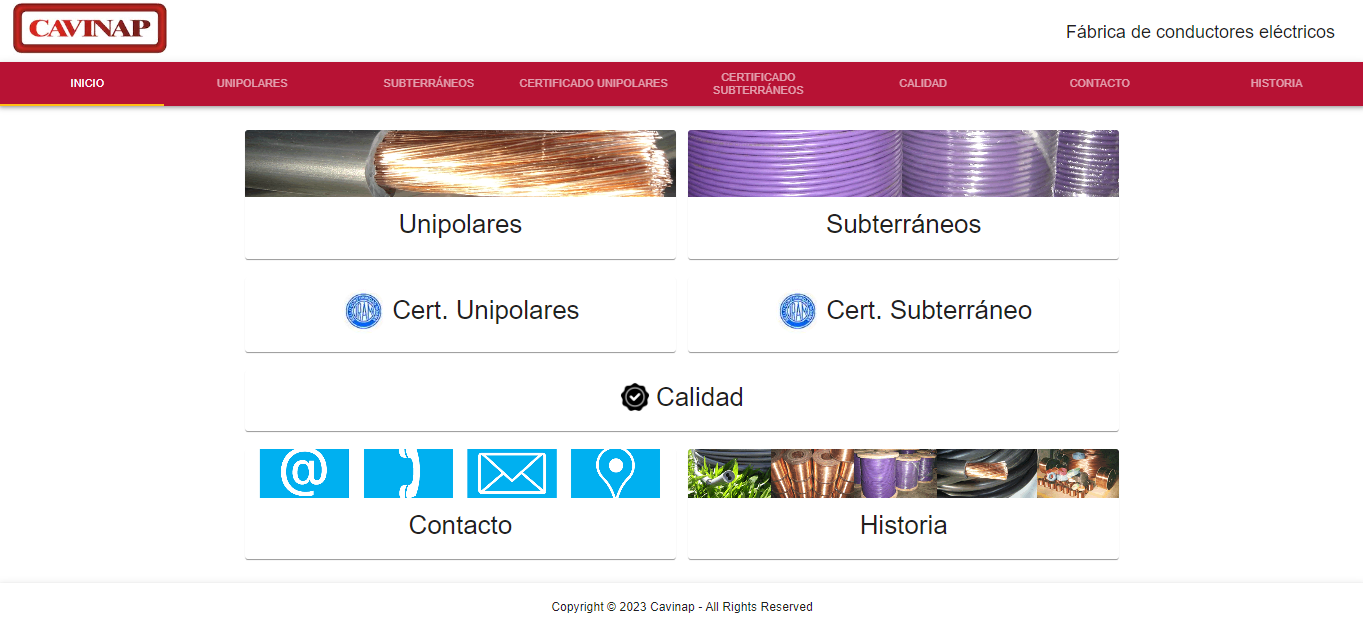 CAVINAP
Fábrica de conductores eléctricos
INICIO
UNIPOLARES
SUBTERRÁNEOS
CERTIFICADO UNIPOLARES
CERTIFICADO
SUBTERRÁNEOS
CALIDAD
CONTACTO
HISTORIA
Unipolares
Subterráneos
Cert. Unipolares
Cert. Subterráneo
Calidad
@
Contacto
Historia
Copyright © 2023 Cavinap - All Rights Reserved